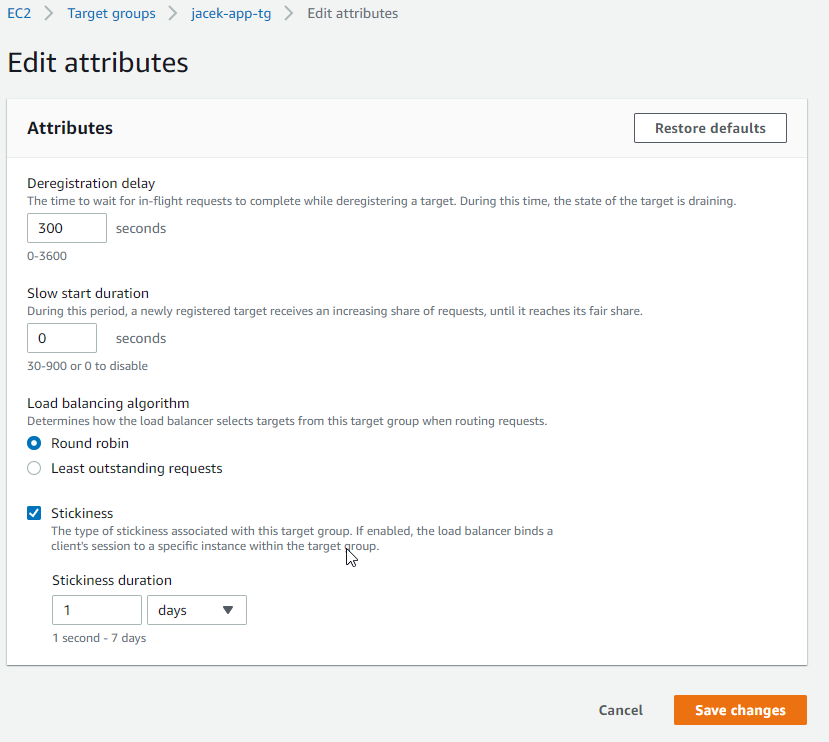 EC2 > Target groups > jacek-app-tg > Edit attributes
Edit attributes
Attributes
Restore defaults
Deregistration delay
The time to wait for in-flight requests to complete while deregistering a target. During this time, the state of the target is draining.
300 seconds
0-3600
Slow start duration
During this period, a newly registered target receives an increasing share of requests, until it reaches its fair share.
0 seconds
30-900 or 0 to disable
Load balancing algorithm
Determines how the load balancer selects targets from this target group when routing requests.
Round robin
Least outstanding requests
Stickiness
The type of stickiness associated with this target group. If enabled, the load balancer binds a
client's session to a specific instance within the target group.
Stickiness duration
1 days
1 second - 7 days
Cancel Save changes